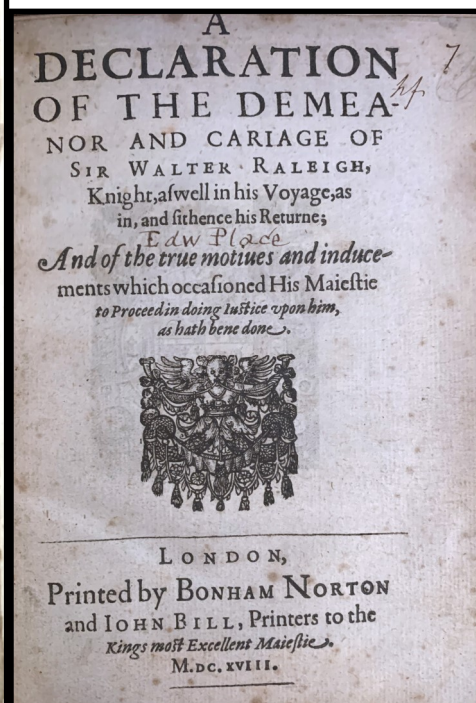 A
DECLARATION
OF THE DEMEA-
NOR AND CARIAGE OF
SIR WALTER RALEIGH,
Knight, aſwell in his Voyage, as
in, and ſithence his Returne;
Edw Place
And of the true motiues and induce-
ments which occaſioned His Maieſtie
to Proceed in doing Iuſtice vpon him,
as hath bene done.
LONDON,
Printed by BONHAM NORTON
and IOHN BILL, Printers to the
Kings moſt Excellent Maieſtie.
M.DC.XVIII.